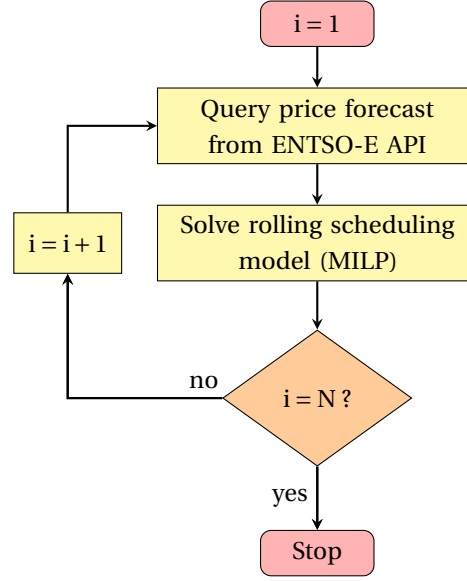 i = 1
Query price forecast
from ENTSO-E API
Solve rolling scheduling
model (MILP)
i = i + 1
no
i = N ?
yes
Stop